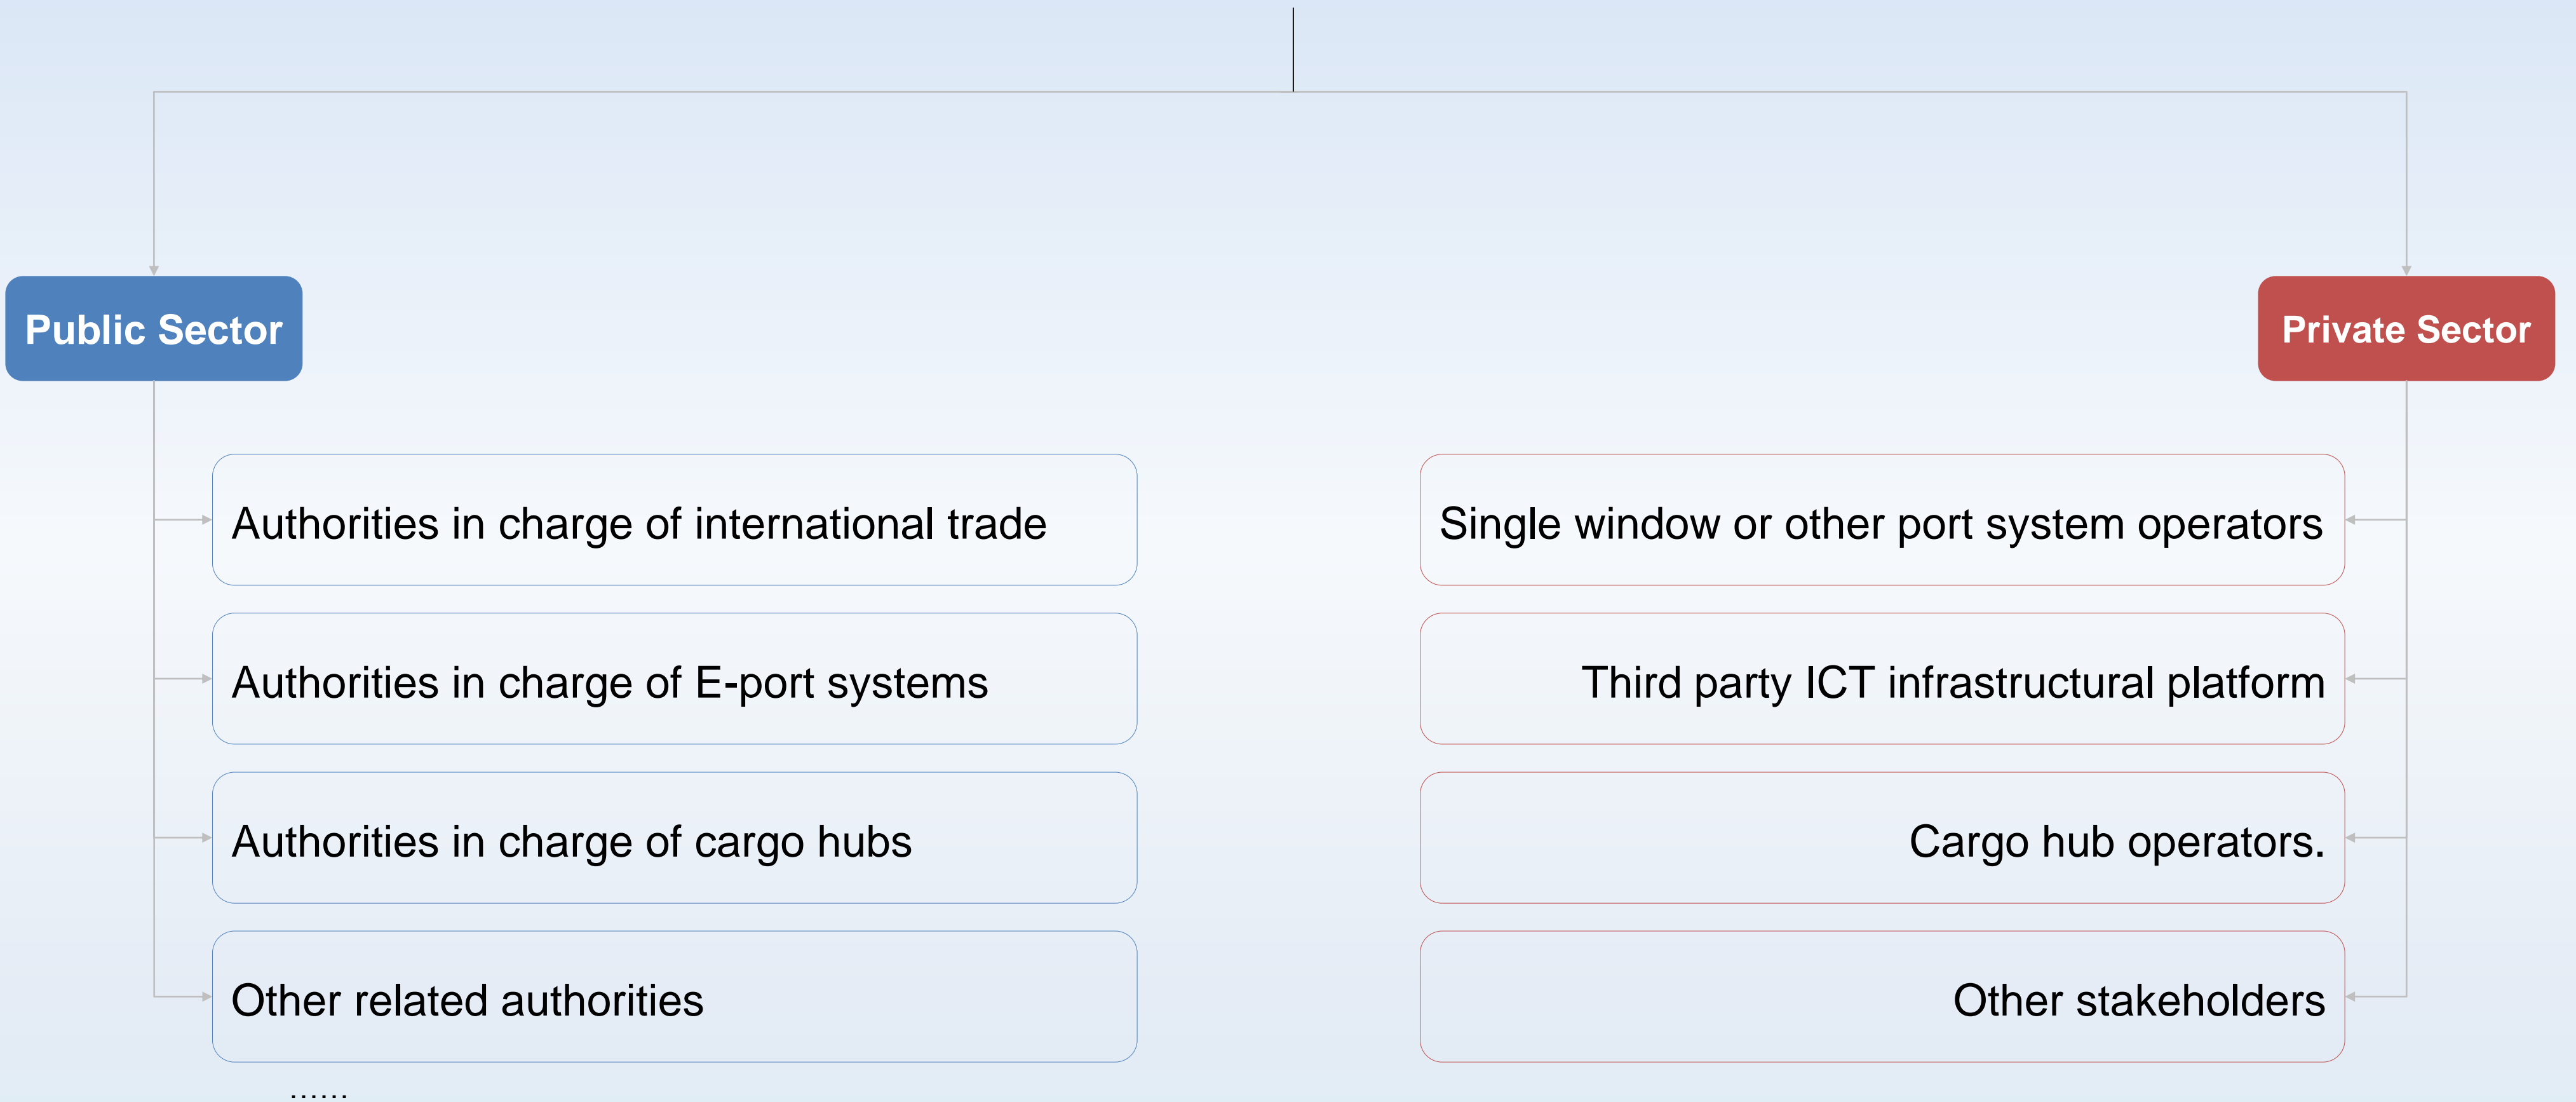 Public Sector
Authorities in charge of international trade
Authorities in charge of E-port systems
Authorities in charge of cargo hubs
Other related authorities
......
Private Sector
Single window or other port system operators
Third party ICT infrastructural platform
Cargo hub operators.
Other stakeholders